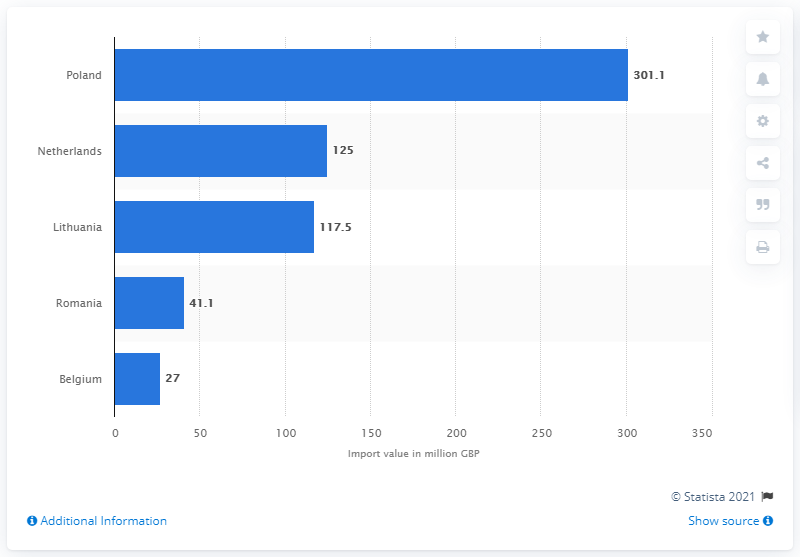 Poland 301.1
Netherlands 125
Lithuania 117.5
Romania 41.1
Belgium 27
0 50 100 150 200 250 300 350
Import value in million GBP
© Statista 2021
Additional Information Show source